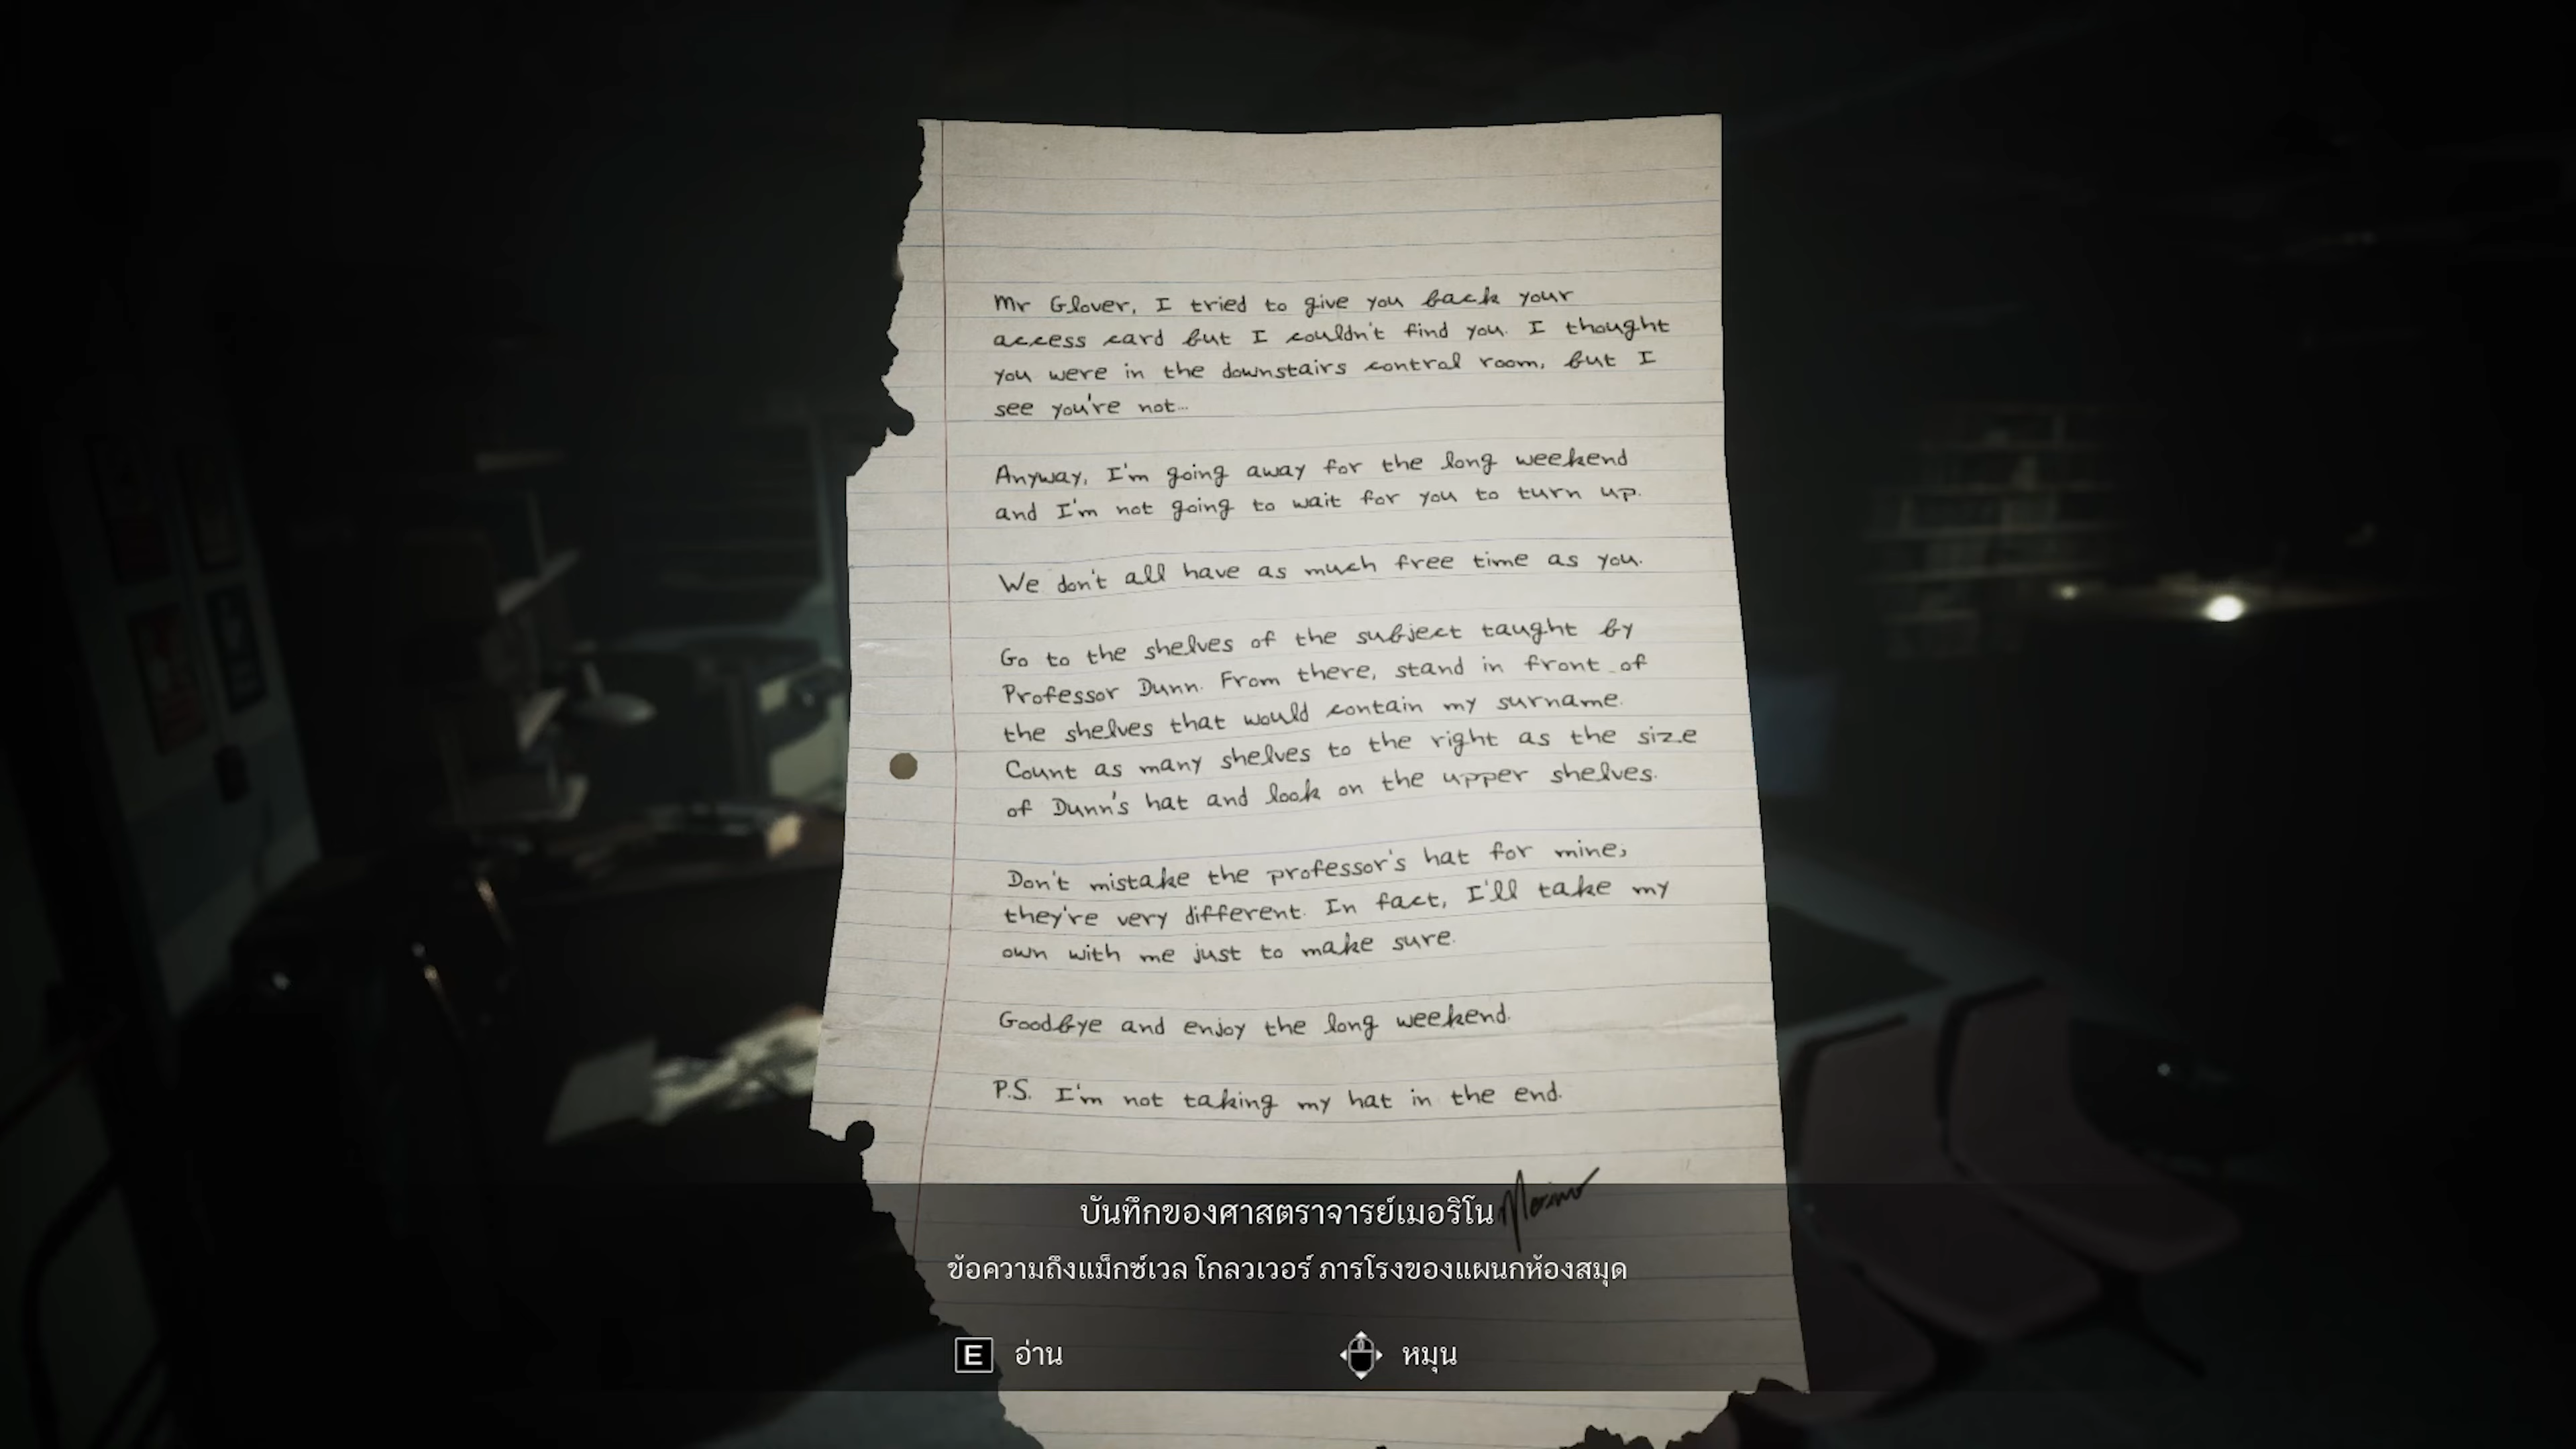 Mr Glover, I tried to give you back your
access card but I couldn't find you. I thought
you were in the downstairs control room, but I
see you're not...
Anyway, I'm going away for the long weekend
and I'm not going to wait for you to turn up.
We don't all have as much free time as you.
Go to the shelves of the subject taught by
Professor Dunn. From there, stand in front of
the shelves that would contain my surname.
Count as many shelves to the right as the size
of Dunn's hat and look on the upper shelves.
Don't mistake the professor's hat for mine,
they're very different. In fact, I'll take my
own with me just to make sure.
Goodbye and enjoy the long weekend.
P.S. I'm not taking my hat in the end.
Merino
บันทึกของศาสตราจารย์เมอริโน
ข้อความถึงแม็กซ์เวล โกลวเวอร์ ภารโรงของแผนกห้องสมุด
E อ่าน
หมุน